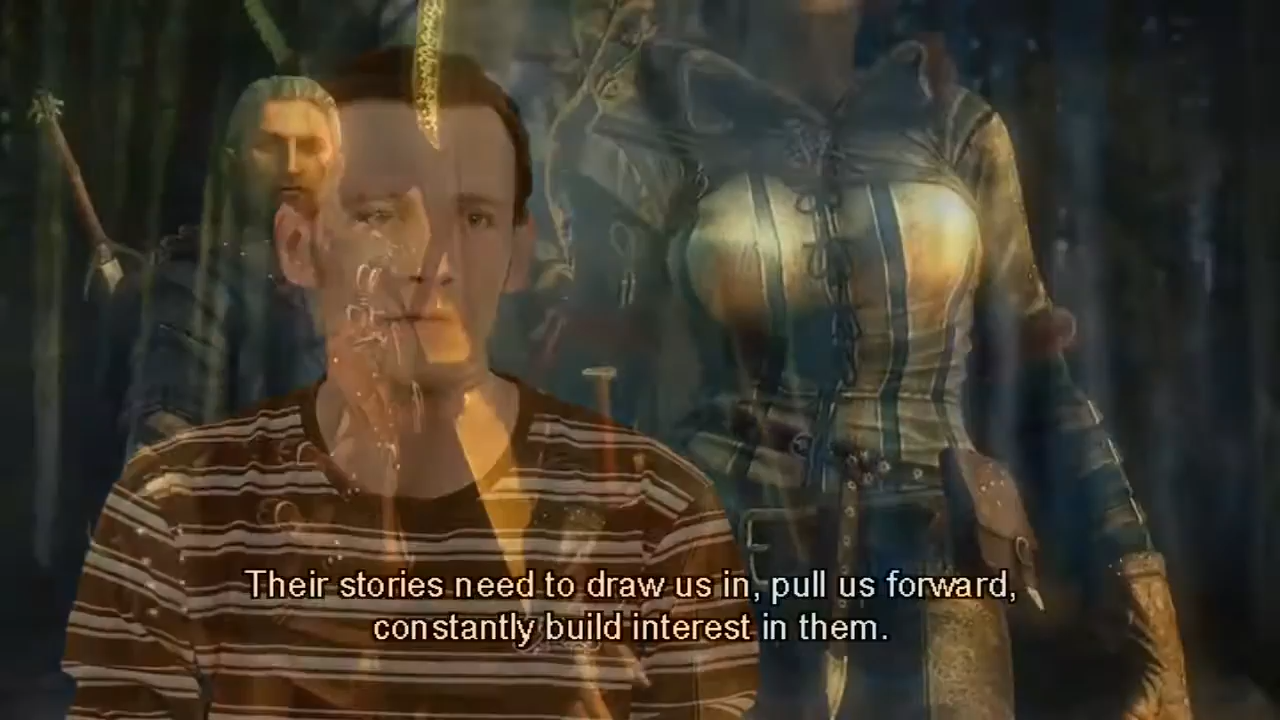 Their stories need to draw us in, pull us forward,
constantly build interest in them.